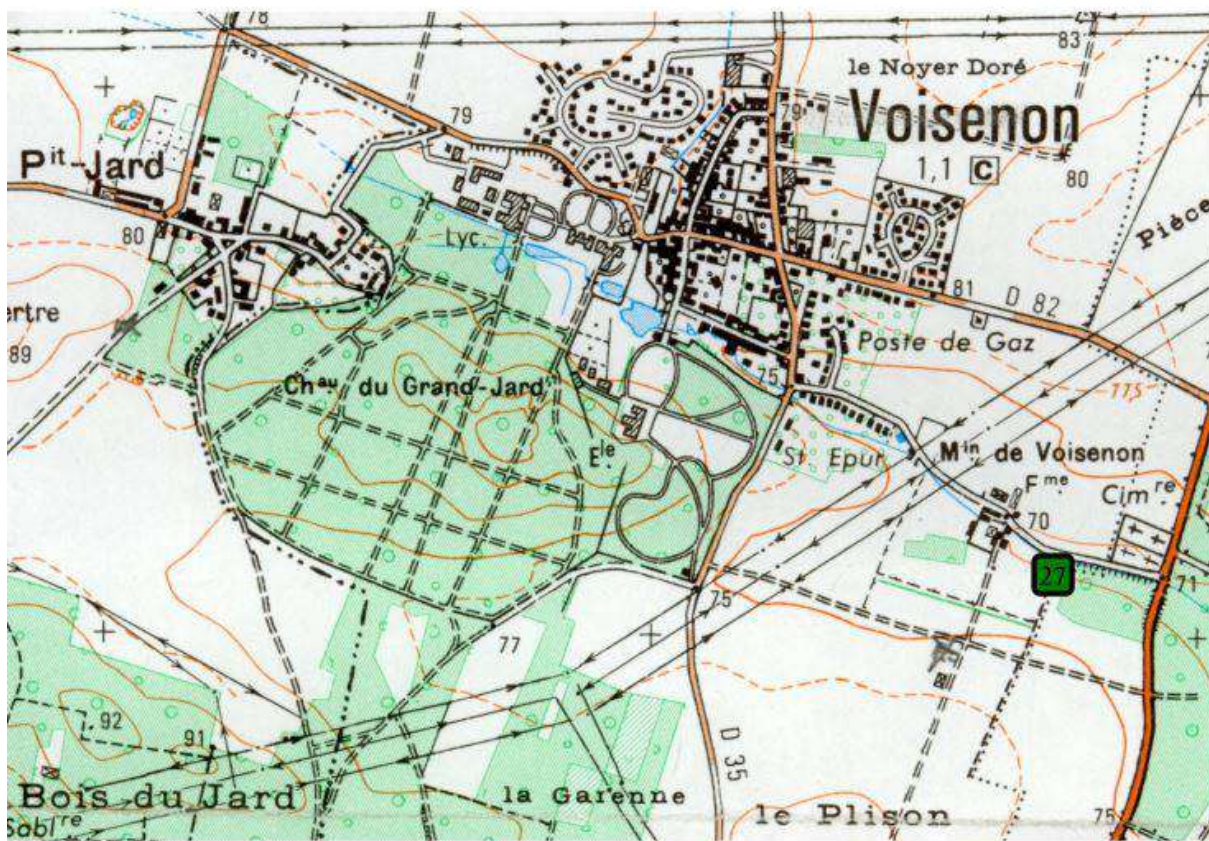 78
83
le Noyer Doré
79
79
Voisenon
1,1 C
80
Pit-Jard
80
Lyc.
Pièce
81
D 82
ertre
89
Poste de Gaz
75
775
Chau du Grand-Jard
Ele
St. Epur.
Min de Voisenon
Fme
Cimre
70
27
71
75
77
92
91
D 35
Bois du Jard
la Garenne
le Plison
75
Sablre